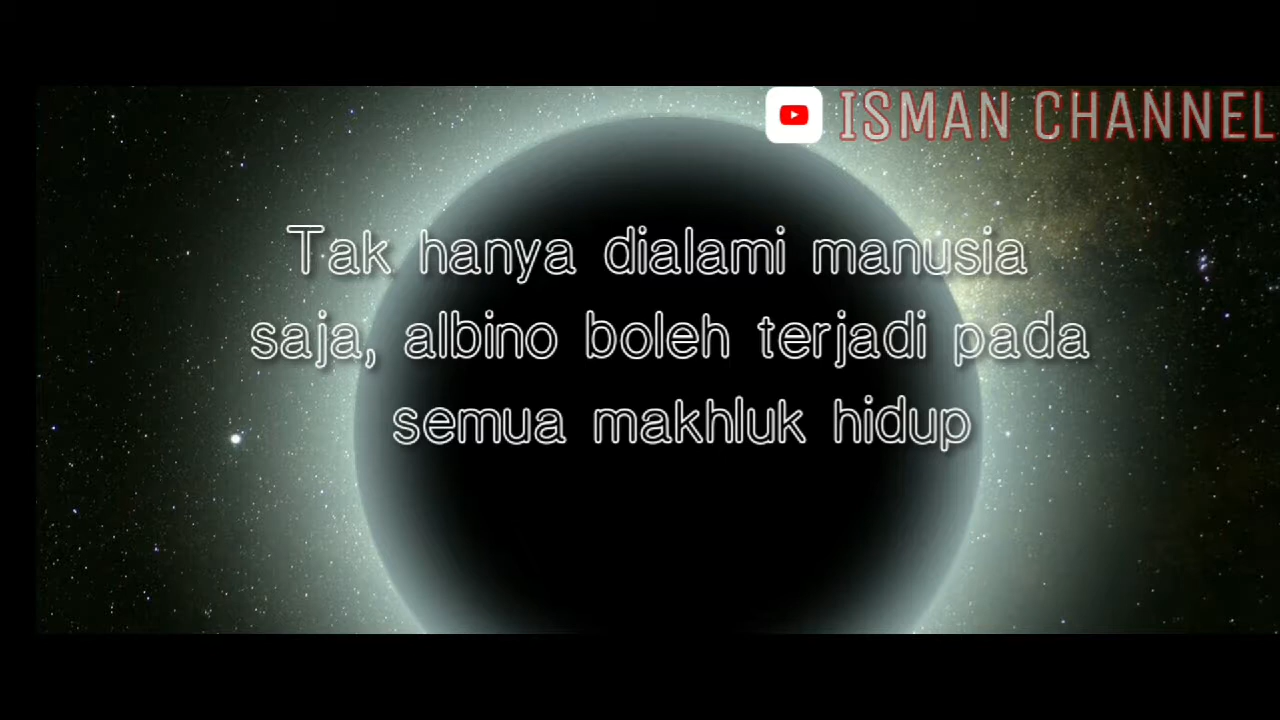 ISMAN CHANNEL
Tak hanya dialami manusia
saja, albino boleh terjadi pada
semua makhluk hidup